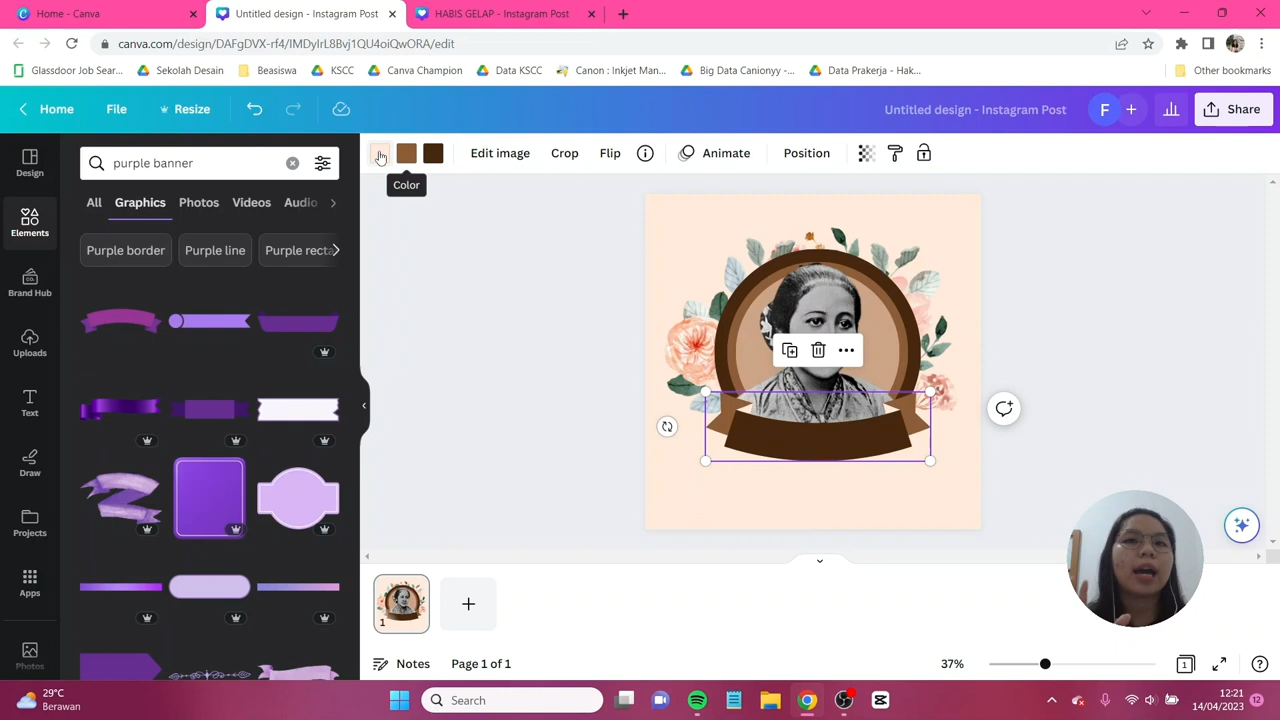 Home - Canva
Untitled design - Instagram Post
HABIS GELAP - Instagram Post
canva.com/design/DAFgDVX-rf4/IMDyIrL8Bvj1QU4oiQwORA/edit
Glassdoor Job Sear...
Sekolah Desain
Beasiswa
KSCC
Canva Champion
Data KSCC
Canon : Inkjet Man...
Big Data Canionyy -...
Data Prakerja - Hak...
Other bookmarks
Home
File
Resize
Untitled design - Instagram Post
F
Share
Design
Elements
Brand Hub
Uploads
Text
Draw
Projects
Apps
Photos
purple banner
All
Graphics
Photos
Videos
Audio
Purple border
Purple line
Purple recta
Edit image
Crop
Flip
Animate
Position
Color
1
Notes
Page 1 of 1
37%
1
29°C
Berawan
Search
12:21
14/04/2023
12